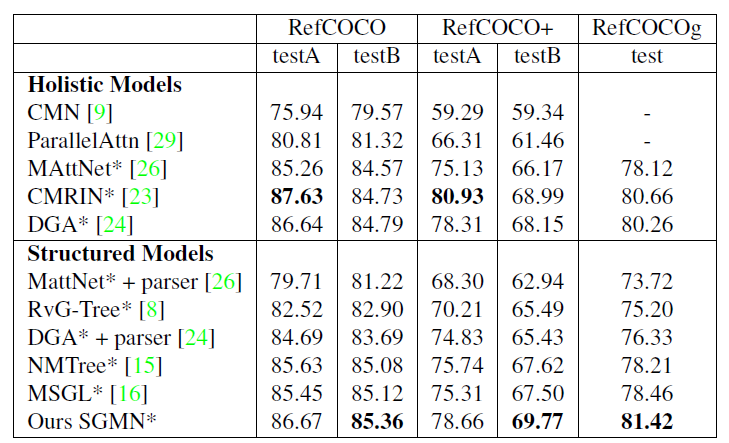 RefCOCO RefCOCO+ RefCOCOg
testA testB testA testB test
Holistic Models
CMN [9] 75.94 79.57 59.29 59.34 -
ParallelAttn [29] 80.81 81.32 66.31 61.46 -
MAttNet* [26] 85.26 84.57 75.13 66.17 78.12
CMRIN* [23] 87.63 84.73 80.93 68.99 80.66
DGA* [24] 86.64 84.79 78.31 68.15 80.26
Structured Models
MattNet* + parser [26] 79.71 81.22 68.30 62.94 73.72
RvG-Tree* [8] 82.52 82.90 70.21 65.49 75.20
DGA* + parser [24] 84.69 83.69 74.83 65.43 76.33
NMTree* [15] 85.63 85.08 75.74 67.62 78.21
MSGL* [16] 85.45 85.12 75.31 67.50 78.46
Ours SGMN* 86.67 85.36 78.66 69.77 81.42